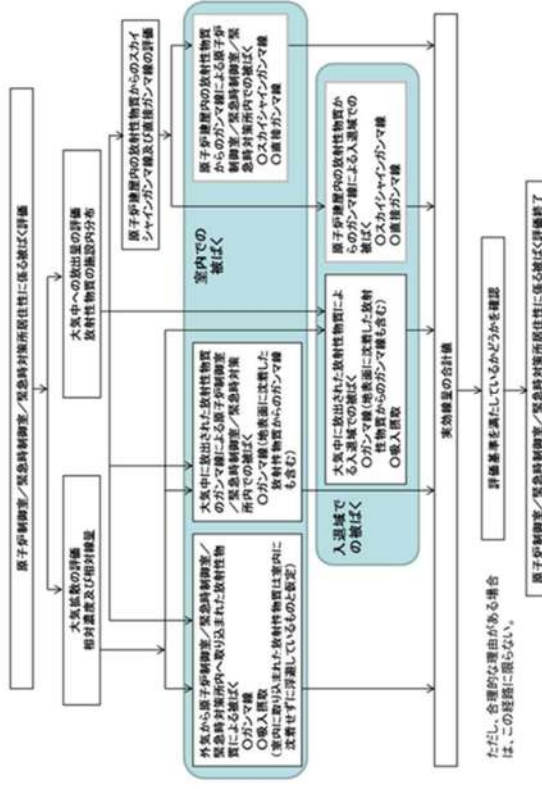 原子炉制御室／緊急時制御室／緊急時対策所居住性に係る被ばく評価
大気拡散の評価
相対濃度及び相対線量
大気中への放出量の評価
放射性物質の施設内分布
原子炉建屋内の放射性物質からのスカイ
シャインガンマ線及び直接ガンマ線の評価
室内での
被ばく
外気から原子炉制御室／緊急時制御室／
緊急時対策所内へ取り込まれた放射性物
質による被ばく
○ガンマ線
○吸入摂取
(室内に取り込まれた放射性物質は室内に
沈着せずに浮遊しているものと仮定)
大気中に放出された放射性物質
のガンマ線による原子炉制御室
／緊急時制御室／緊急時対策
所内での被ばく
○ガンマ線(地表面に沈着した
放射性物質からのガンマ線
も含む)
原子炉建屋内の放射性物質
からのガンマ線による原子炉
制御室／緊急時制御室／緊
急時対策所内での被ばく
○スカイシャインガンマ線
○直接ガンマ線
入退域で
の被ばく
大気中に放出された放射性物質によ
る入退域での被ばく
○ガンマ線(地表面に沈着した放射
性物質からのガンマ線も含む)
○吸入摂取
原子炉建屋内の放射性物質か
らのガンマ線による入退域での
被ばく
○スカイシャインガンマ線
○直接ガンマ線
実効線量の合計値
ただし、合理的な理由がある場合
は、この経路に限らない。
評価基準を満たしているかどうかを確認
原子炉制御室／緊急時制御室／緊急時対策所居住性に係る被ばく評価終了